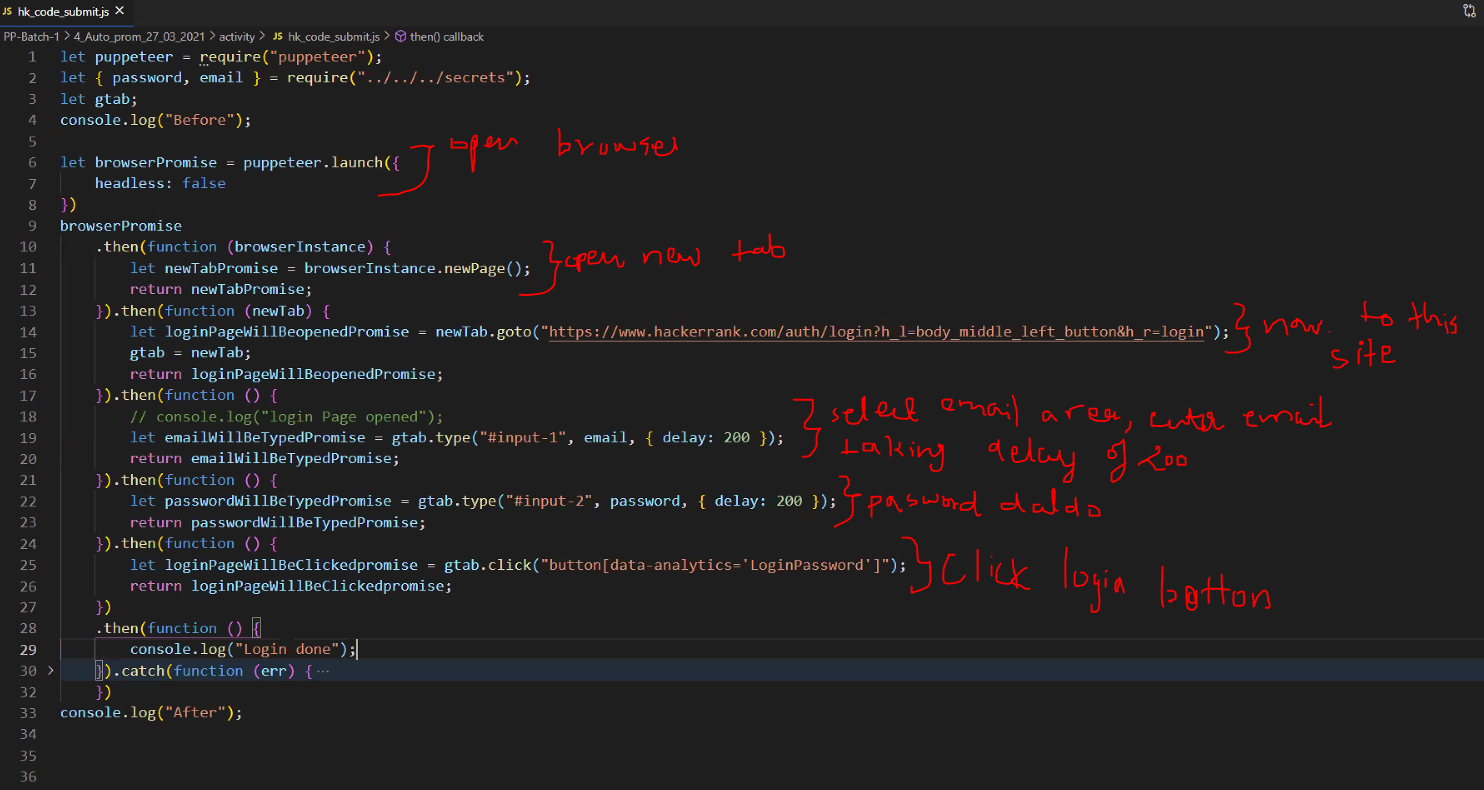 JS hk_code_submit.js ×
PP-Batch-1 > 4_Auto_prom_27_03_2021 > activity > JS hk_code_submit.js > then() callback
1 let puppeteer = require("puppeteer");
2 let { password, email } = require("../../../secrets");
3 let gtab;
4 console.log("Before");
5
open browser
6 let browserPromise = puppeteer.launch({
7 headless: false
8 })
9 browserPromise
10 .then(function (browserInstance) {
open new tab
11 let newTabPromise = browserInstance.newPage();
12 return newTabPromise;
13 }).then(function (newTab) {
14 let loginPageWillBeopenedPromise = newTab.goto("https://www.hackerrank.com/auth/login?h_l=body_middle_left_button&h_r=login");
to this
site
15 gtab = newTab;
16 return loginPageWillBeopenedPromise;
17 }).then(function () {
18 // console.log("login Page opened");
select email area, enter email
19 let emailWillBeTypedPromise = gtab.type("#input-1", email, { delay: 200 });
taking delay of 200
20 return emailWillBeTypedPromise;
21 }).then(function () {
22 let passwordWillBeTypedPromise = gtab.type("#input-2", password, { delay: 200 });
password daldo
23 return passwordWillBeTypedPromise;
24 }).then(function () {
25 let loginPageWillBeClickedpromise = gtab.click("button[data-analytics='LoginPassword']");
Click login button
26 return loginPageWillBeClickedpromise;
27 })
28 .then(function () {
29 console.log("Login done");
30 > }).catch(function (err) { ⋯
32 })
33 console.log("After");
34
35
36